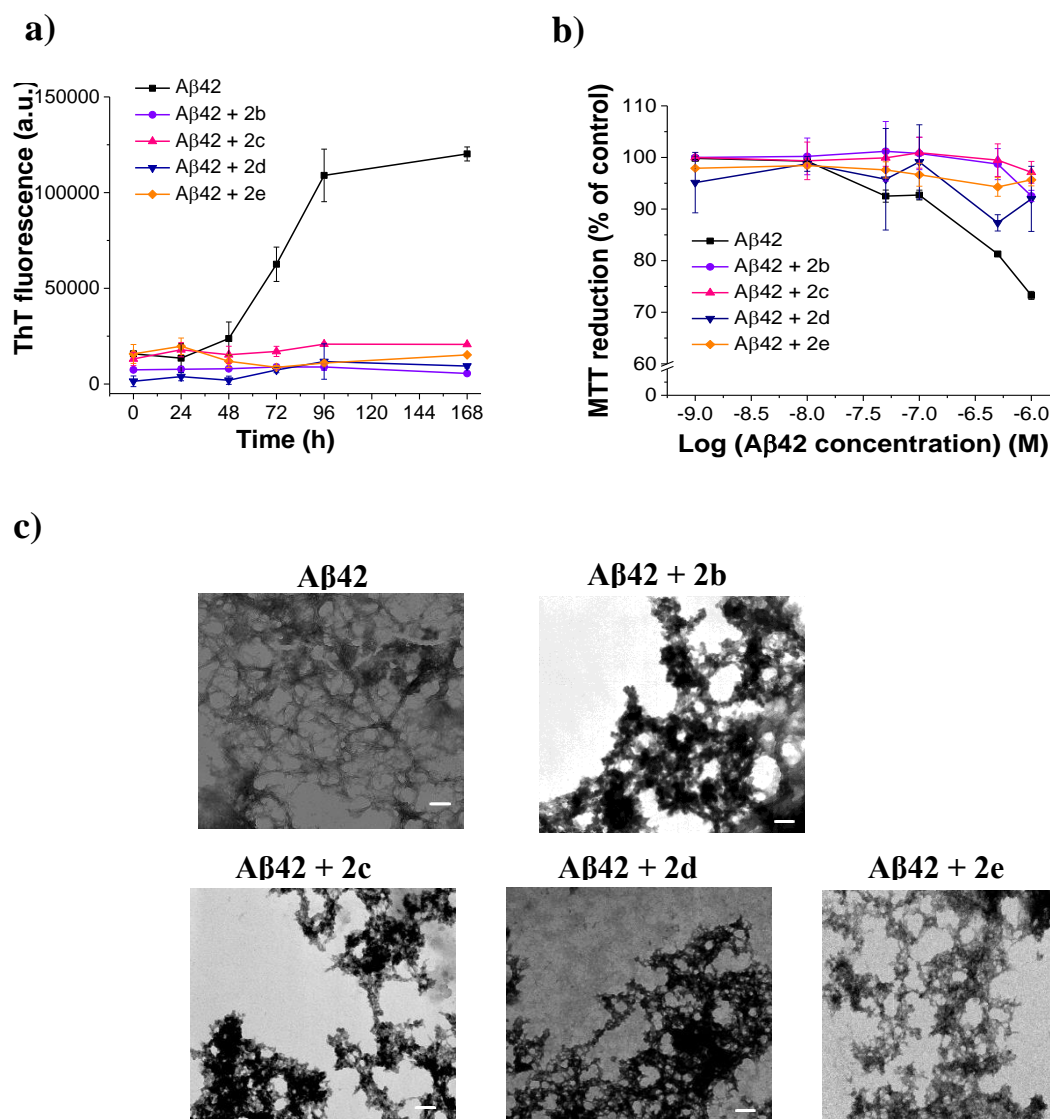 a)
ThT fluorescence (a.u.)
150000
100000
50000
0
Aβ42
Aβ42 + 2b
Aβ42 + 2c
Aβ42 + 2d
Aβ42 + 2e
0 24 48 72 96 120 144 168
Time (h)
b)
MTT reduction (% of control)
110
100
90
80
70
60
0
Aβ42
Aβ42 + 2b
Aβ42 + 2c
Aβ42 + 2d
Aβ42 + 2e
-9.0 -8.5 -8.0 -7.5 -7.0 -6.5 -6.0
Log (Aβ42 concentration) (M)
c)
Aβ42
Aβ42 + 2b
Aβ42 + 2c
Aβ42 + 2d
Aβ42 + 2e